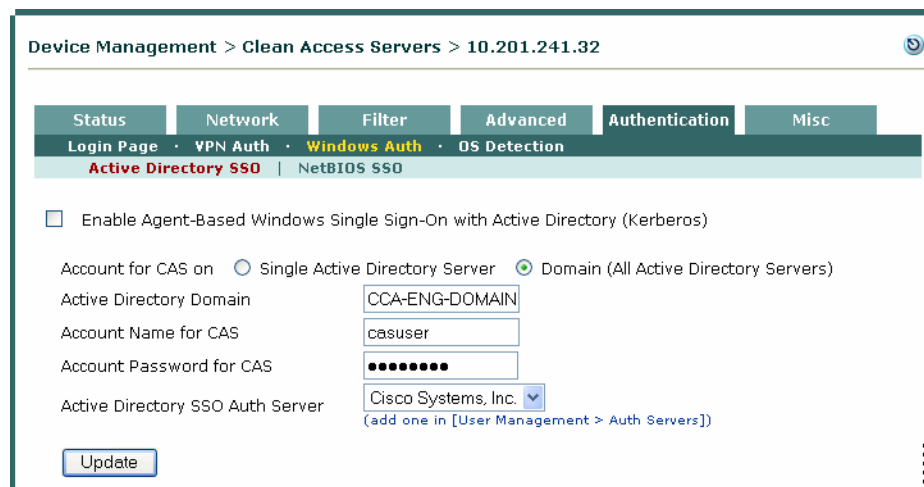 Device Management > Clean Access Servers > 10.201.241.32
Status Network Filter Advanced Authentication Misc
Login Page · VPN Auth · Windows Auth · OS Detection
Active Directory SSO | NetBIOS SSO
Enable Agent-Based Windows Single Sign-On with Active Directory (Kerberos)
Account for CAS on Single Active Directory Server Domain (All Active Directory Servers)
Active Directory Domain CCA-ENG-DOMAIN
Account Name for CAS casuser
Account Password for CAS ●●●●●●●●
Active Directory SSO Auth Server Cisco Systems, Inc.
(add one in [User Management > Auth Servers])
Update